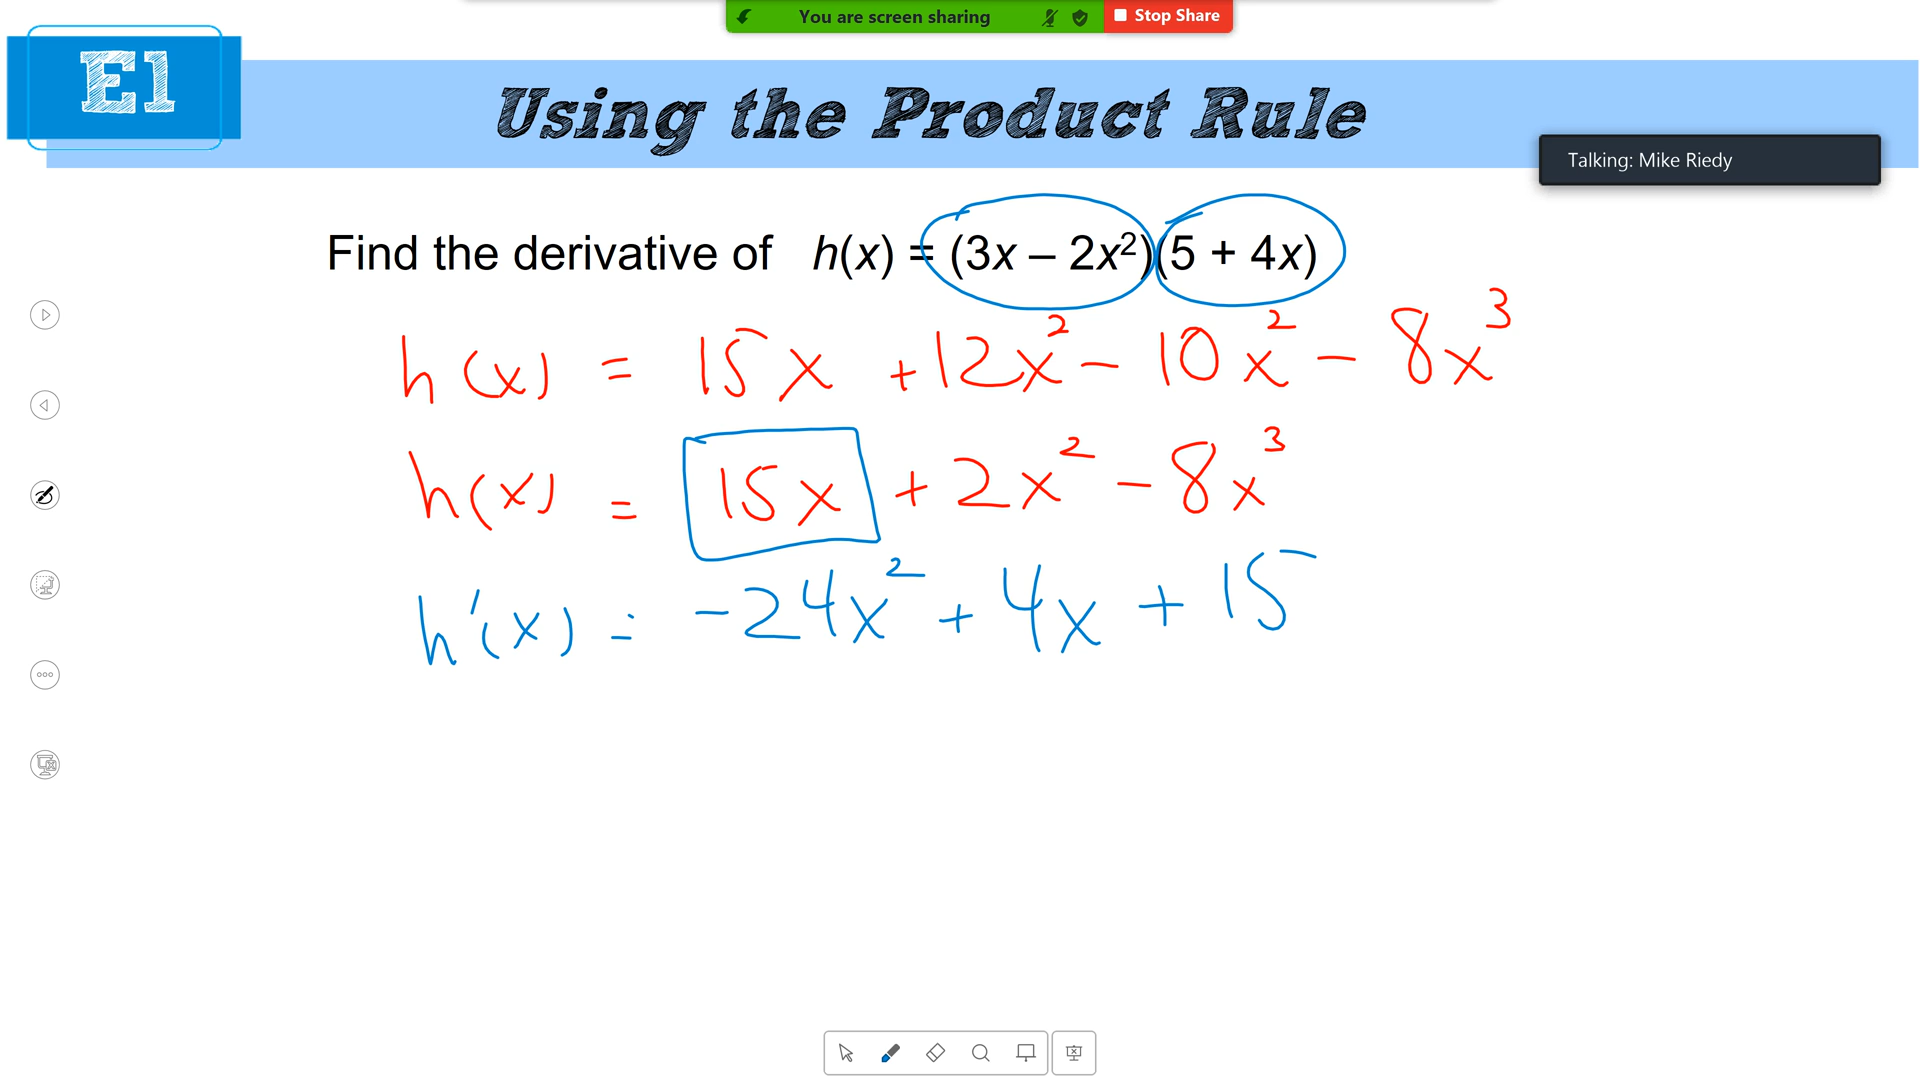 You are screen sharing Stop Share
E1
Using the Product Rule
Talking: Mike Riedy
Find the derivative of h(x) = (3x – 2x²)(5 + 4x)
h(x) = 15x + 12x² - 10x² - 8x³
h(x) = 15x + 2x² - 8x³
h'(x) = -24x² + 4x + 15